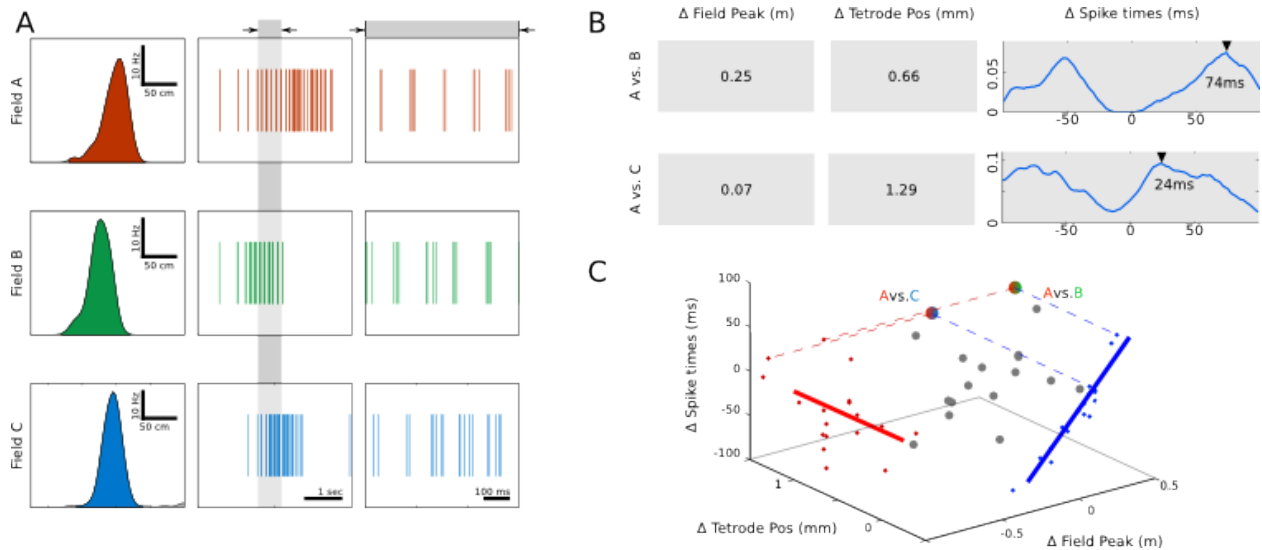 A
Field A
10 Hz
50 cm
Field B
10 Hz
50 cm
Field C
10 Hz
50 cm
1 sec
100 ms
B
Δ Field Peak (m)
Δ Tetrode Pos (mm)
Δ Spike times (ms)
A vs. B
0.25
0.66
0.05
0
74ms
-50
0
50
A vs. C
0.07
1.29
0.1
0
24ms
-50
0
50
C
Δ Spike times (ms)
100
50
0
-50
-100
Avs.C
Avs.B
1
0
Δ Tetrode Pos (mm)
-0.5
0
0.5
Δ Field Peak (m)